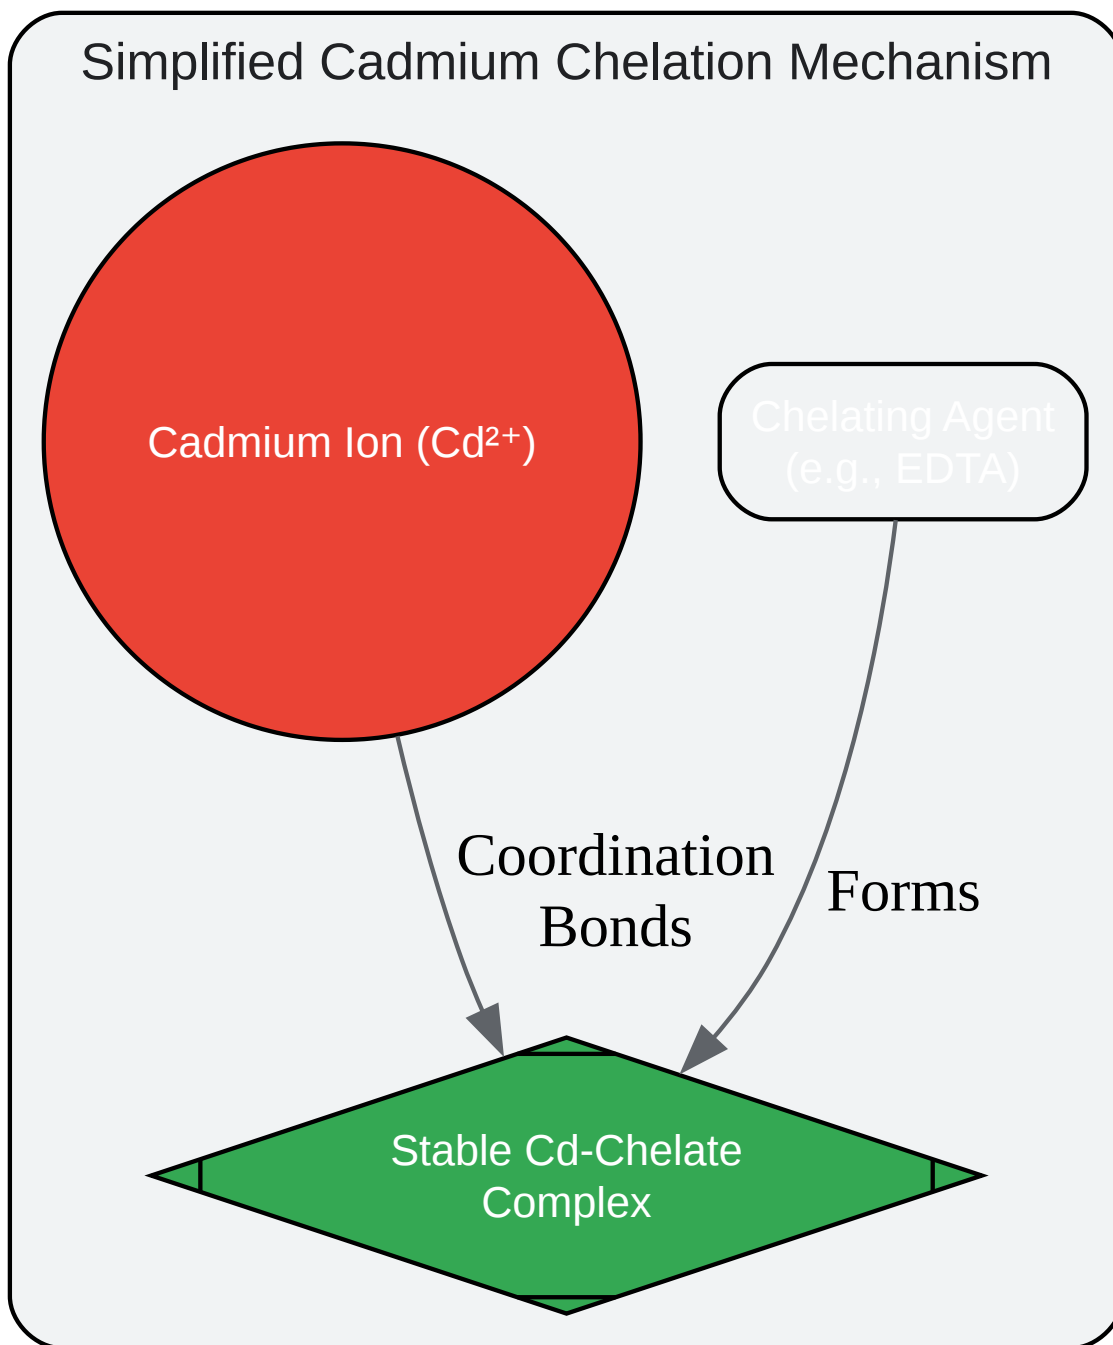 Simplified Cadmium Chelation Mechanism
Cadmium Ion (Cd²⁺)
Chelating Agent
(e.g., EDTA)
Coordination
Bonds
Forms
Stable Cd-Chelate
Complex